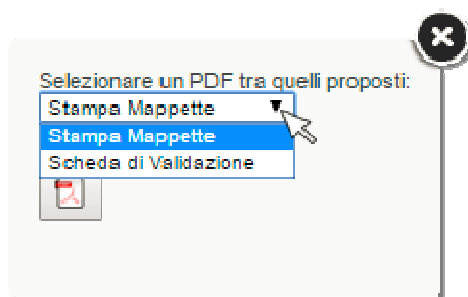 Selezionare un PDF tra quelli proposti:
Stampa Mappette
Stampa Mappette
Scheda di Validazione